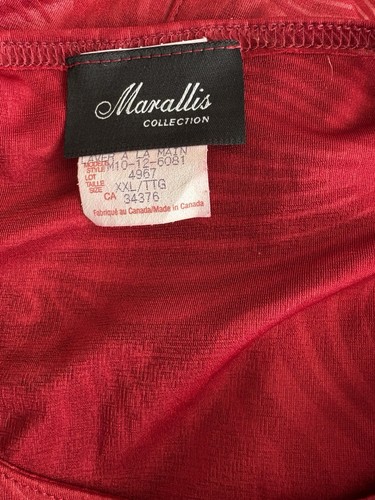 Marallis
COLLECTION
LAVER A LA MAIN
MODELE
STYLE M10-12-6081
LOT 4967
TAILLE
SIZE XXL/TTG
CA 34376
Fabriqué au Canada/Made in Canada